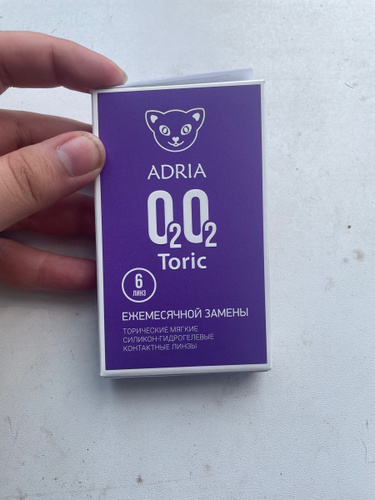 ADRIA
O2O2
Toric
6
ЛИНЗ
ЕЖЕМЕСЯЧНОЙ ЗАМЕНЫ
ТОРИЧЕСКИЕ МЯГКИЕ
СИЛИКОН-ГИДРОГЕЛЕВЫЕ
КОНТАКТНЫЕ ЛИНЗЫ